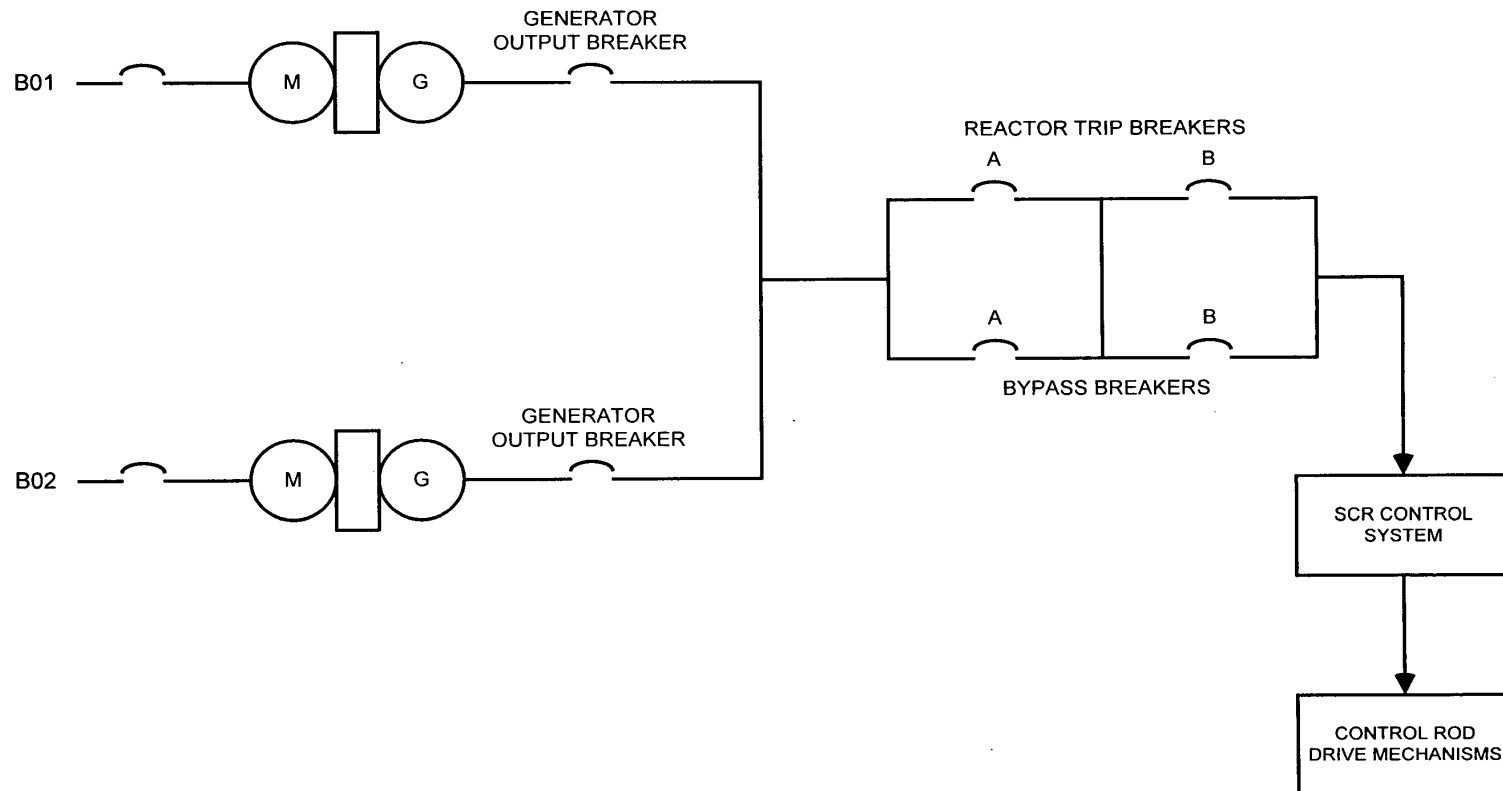 GENERATOR
OUTPUT BREAKER
B01
M
G
REACTOR TRIP BREAKERS
A
B
A
B
BYPASS BREAKERS
GENERATOR
OUTPUT BREAKER
B02
M
G
SCR CONTROL
SYSTEM
CONTROL ROD
DRIVE MECHANISMS